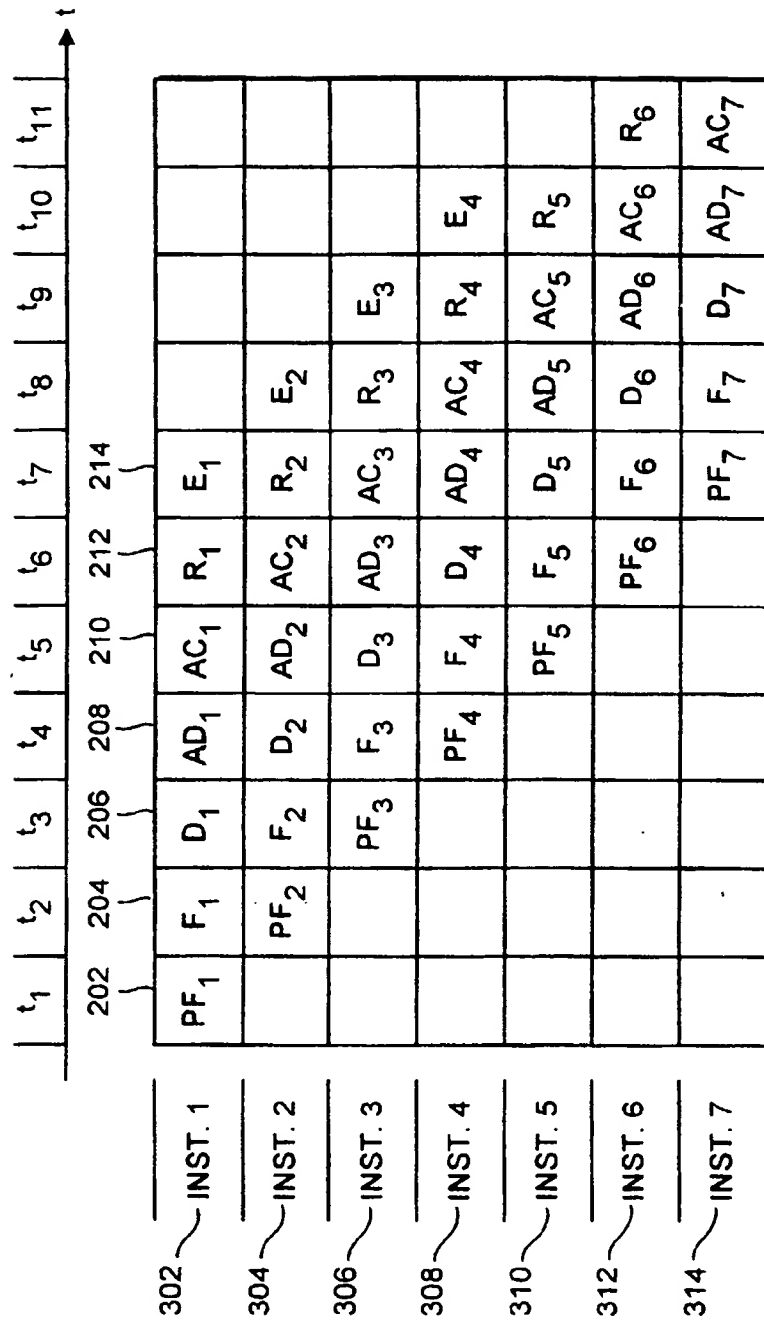 t
t1 t2 t3 t4 t5 t6 t7 t8 t9 t10 t11
202 204 206 208 210 212 214
302 INST. 1 PF1 F1 D1 AD1 AC1 R1 E1
304 INST. 2 PF2 F2 D2 AD2 AC2 R2 E2
306 INST. 3 PF3 F3 D3 AD3 AC3 R3 E3
308 INST. 4 PF4 F4 D4 AD4 AC4 R4 E4
310 INST. 5 PF5 F5 D5 AD5 AC5 R5
312 INST. 6 PF6 F6 D6 AD6 AC6 R6
314 INST. 7 PF7 F7 D7 AD7 AC7